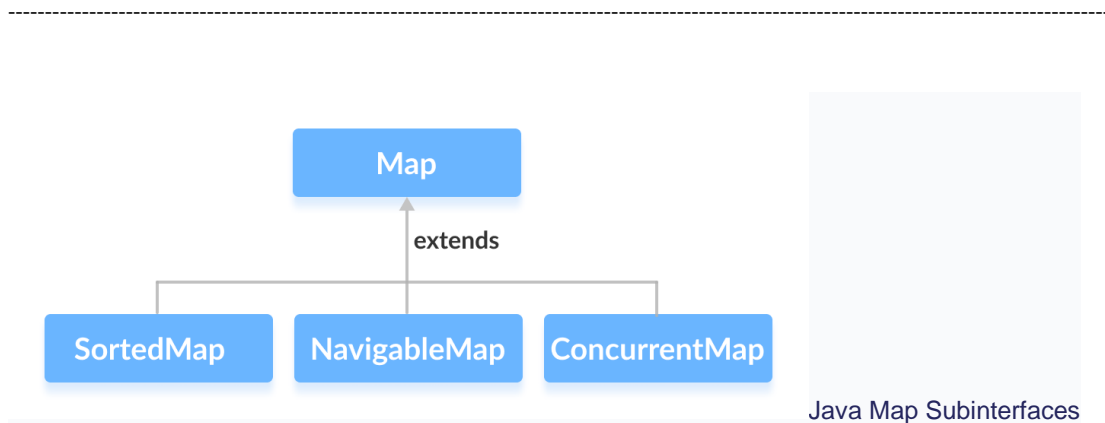 Map
extends
SortedMap
NavigableMap
ConcurrentMap
Java Map Subinterfaces